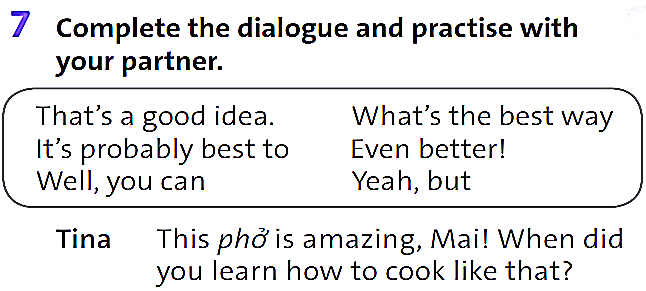 7 Complete the dialogue and practise with
your partner.
That's a good idea. What's the best way
It's probably best to Even better!
Well, you can Yeah, but
Tina This phở is amazing, Mai! When did
you learn how to cook like that?